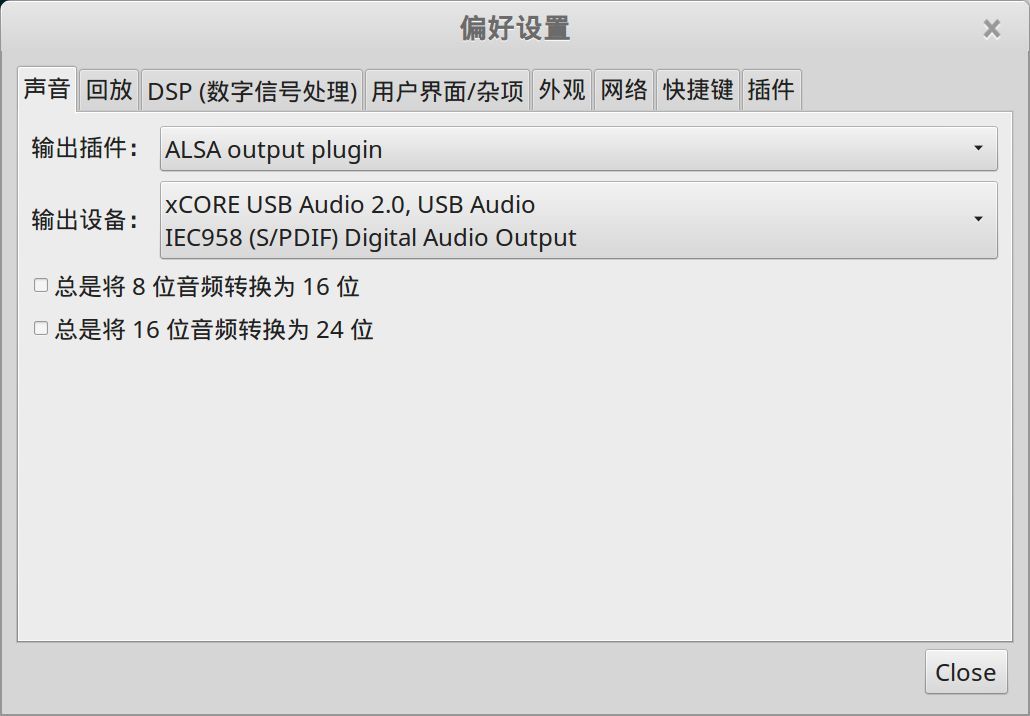 偏好设置
声音 回放 DSP (数字信号处理) 用户界面/杂项 外观 网络 快捷键 插件
输出插件: ALSA output plugin
输出设备: xCORE USB Audio 2.0, USB Audio
IEC958 (S/PDIF) Digital Audio Output
总是将 8 位音频转换为 16 位
总是将 16 位音频转换为 24 位
Close